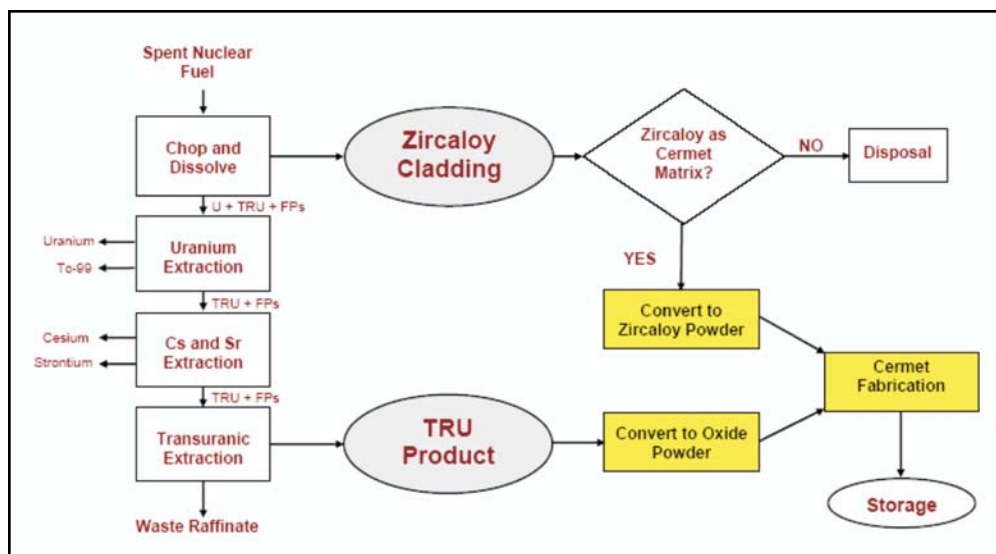 Spent Nuclear
Fuel
Chop and
Dissolve
Zircaloy
Cladding
Zircaloy as
Cermet
Matrix?
NO
Disposal
U + TRU + FPs
Uranium
Tc-99
Uranium
Extraction
YES
TRU + FPs
Convert to
Zircaloy Powder
Cesium
Strontium
Cs and Sr
Extraction
Cermet
Fabrication
TRU + FPs
Transuranic
Extraction
TRU
Product
Convert to Oxide
Powder
Storage
Waste Raffinate